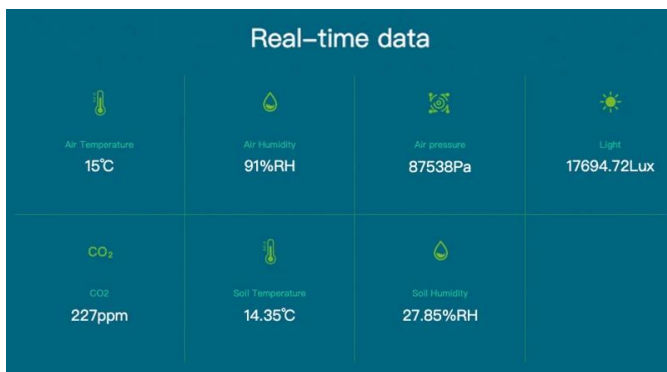 Real-time data
Air Temperature
15℃
Air Humidity
91%RH
Air pressure
87538Pa
Light
17694.72Lux
CO₂
CO2
227ppm
Soil Temperature
14.35℃
Soil Humidity
27.85%RH